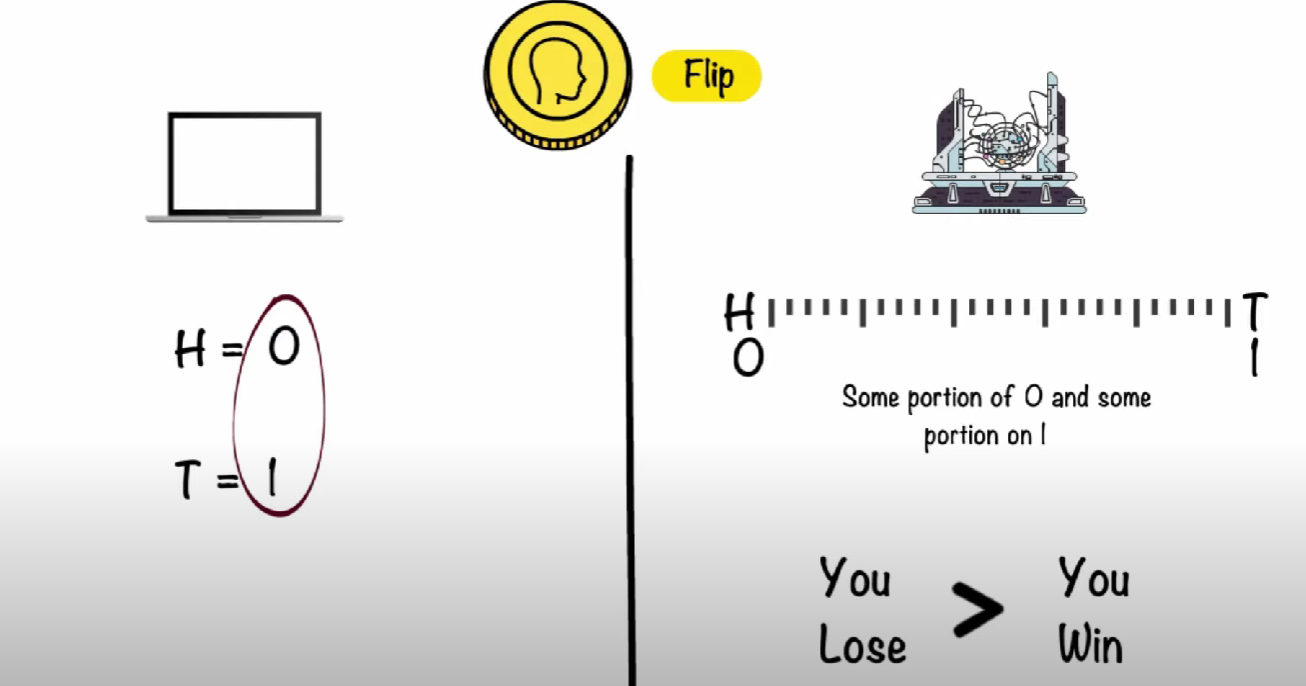 Flip
H = 0
T = 1
H T
0 1
Some portion of 0 and some
portion on 1
You > You
Lose Win